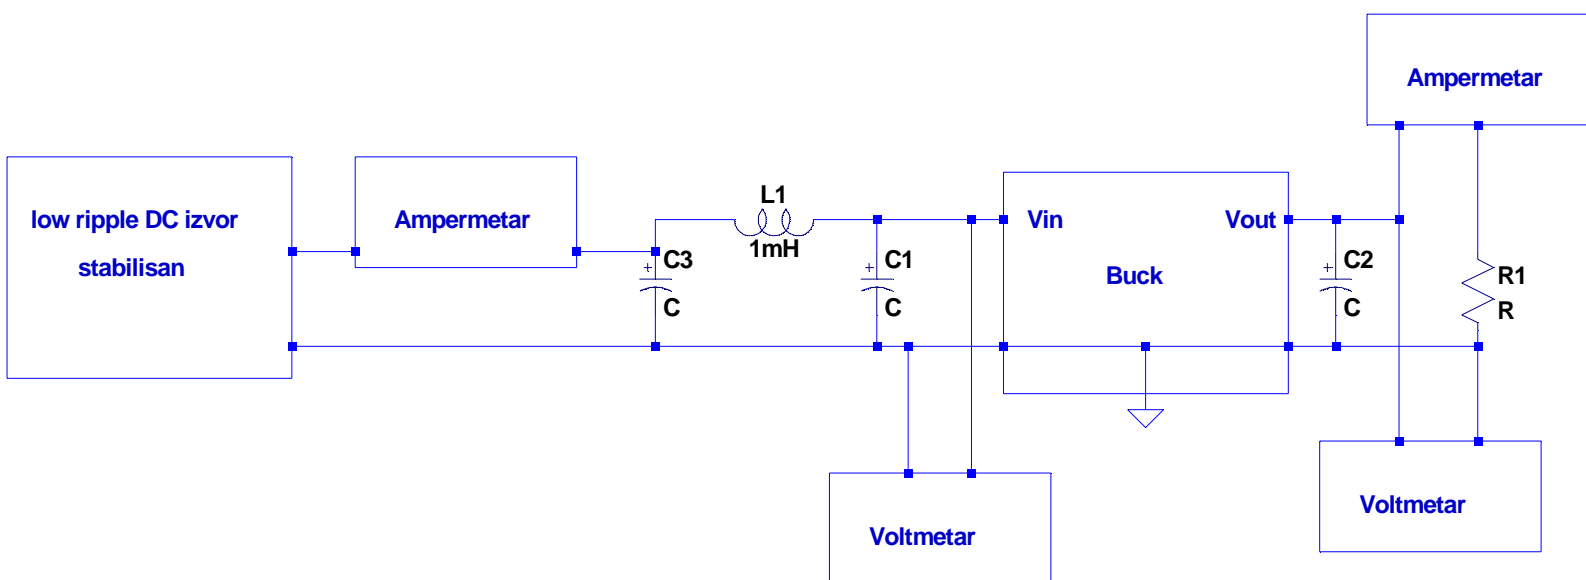 low ripple DC izvor
stabilisan
Ampermetar
L1
1mH
C3
C
C1
C
Vin
Vout
Buck
C2
C
Ampermetar
R1
R
Voltmetar
Voltmetar